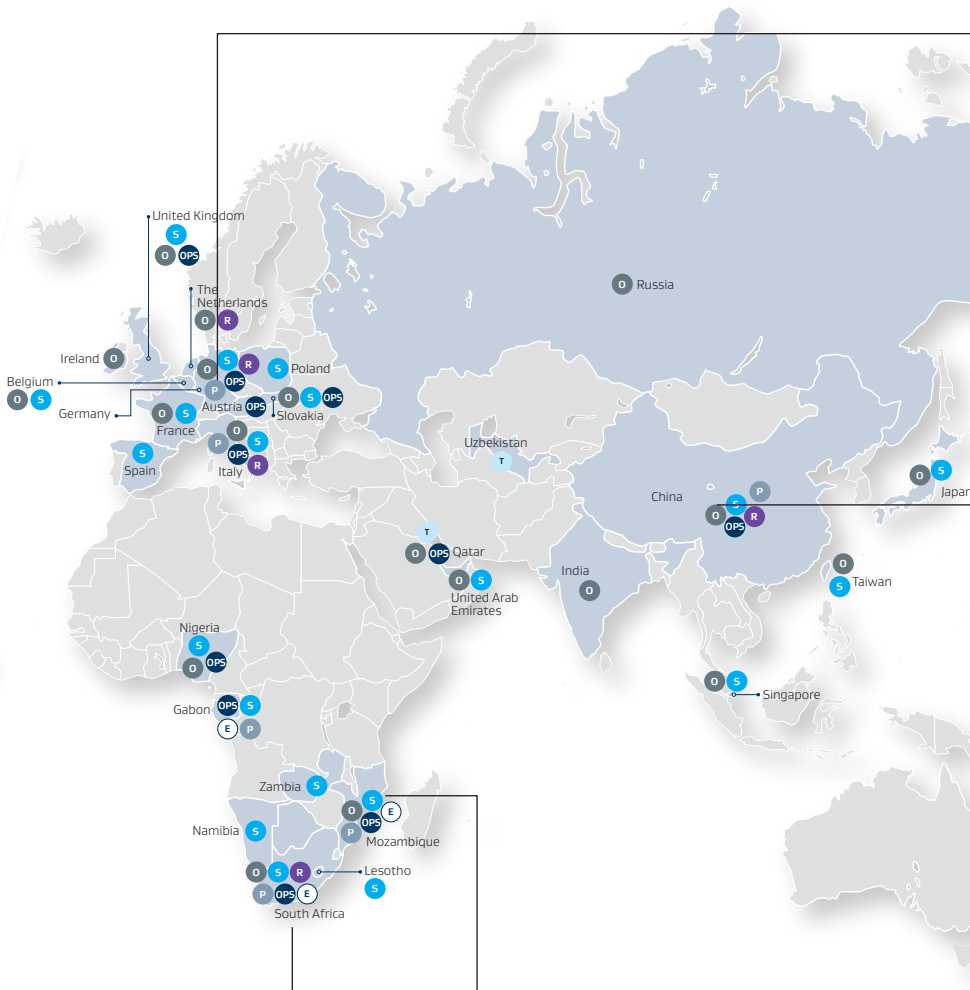 United Kingdom
S
O OPS
The
Netherlands
O R
O Russia
Ireland O
Belgium
O S
Germany
O S R
P OPS
S Poland
Austria OPS
O S OPS
Slovakia
O S
France
S
Spain
O
P S
OPS
Italy R
Uzbekistan
T
China
P
S
O R
OPS
O S
Japan
T
O OPS Qatar
O S
United Arab
Emirates
India
O
O
S Taiwan
Nigeria
S
O OPS
O S
Singapore
Gabon OPS S
E P
Zambia S
S
O E
OPS
P
Mozambique
Namibia S
O S R
P OPS E
South Africa
Lesotho
S